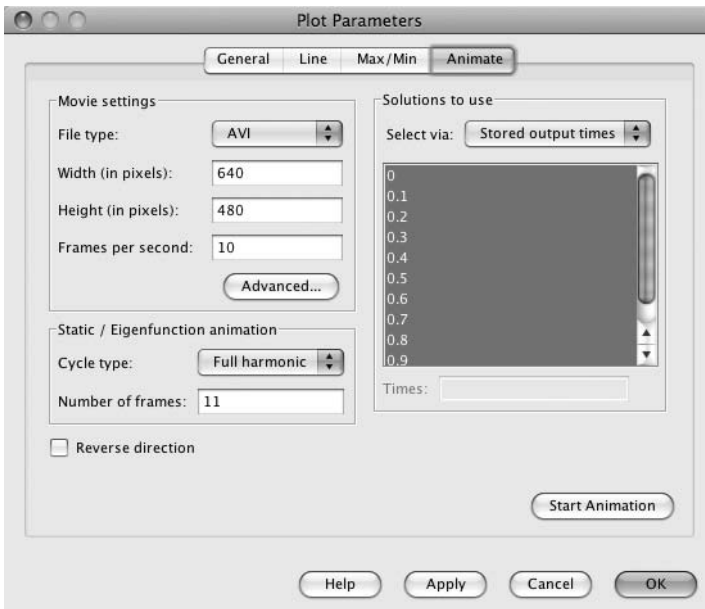 Plot Parameters
General Line Max/Min Animate
Movie settings
File type: AVI
Width (in pixels): 640
Height (in pixels): 480
Frames per second: 10
Advanced...
Static / Eigenfunction animation
Cycle type: Full harmonic
Number of frames: 11
Reverse direction
Solutions to use
Select via: Stored output times
0
0.1
0.2
0.3
0.4
0.5
0.6
0.7
0.8
0.9
Times:
Start Animation
Help Apply Cancel OK